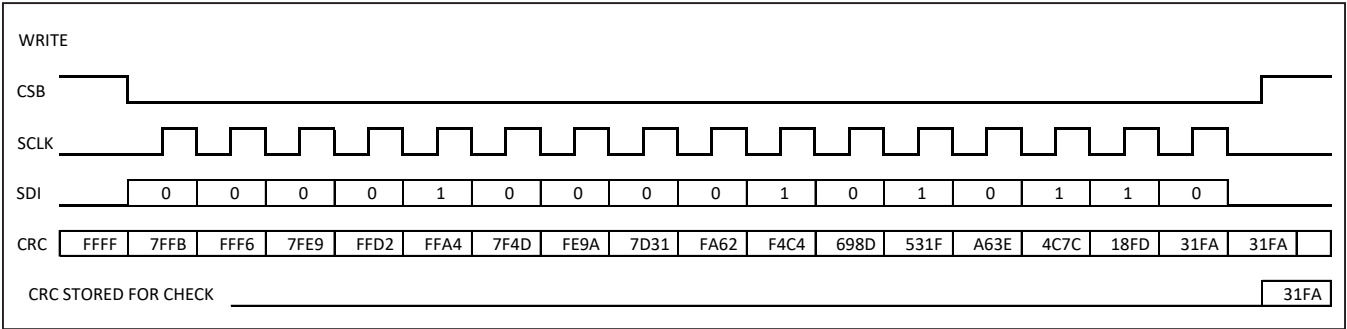 WRITE
CSB
SCLK
SDI 0 0 0 0 1 0 0 0 0 1 0 1 0 1 1 0
CRC FFFF 7FFB FFF6 7FE9 FFD2 FFA4 7F4D FE9A 7D31 FA62 F4C4 698D 531F A63E 4C7C 18FD 31FA 31FA
CRC STORED FOR CHECK 31FA